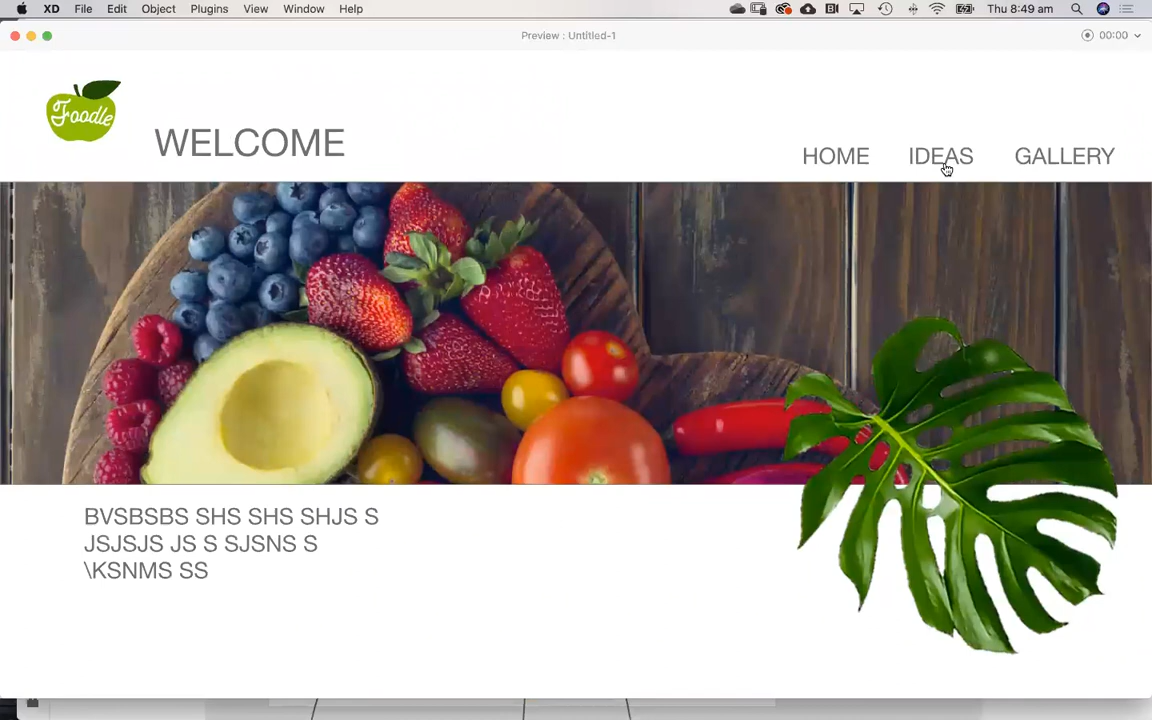 XD File Edit Object View Plugins Window Help Thu 8:49 am
Preview : Untitled-1
00:00
Foodle
WELCOME
HOME IDEAS GALLERY
BVSBSBS SHS SHS SHJS S
JSJSJS JS S SJSNS S
\KSNMS SS